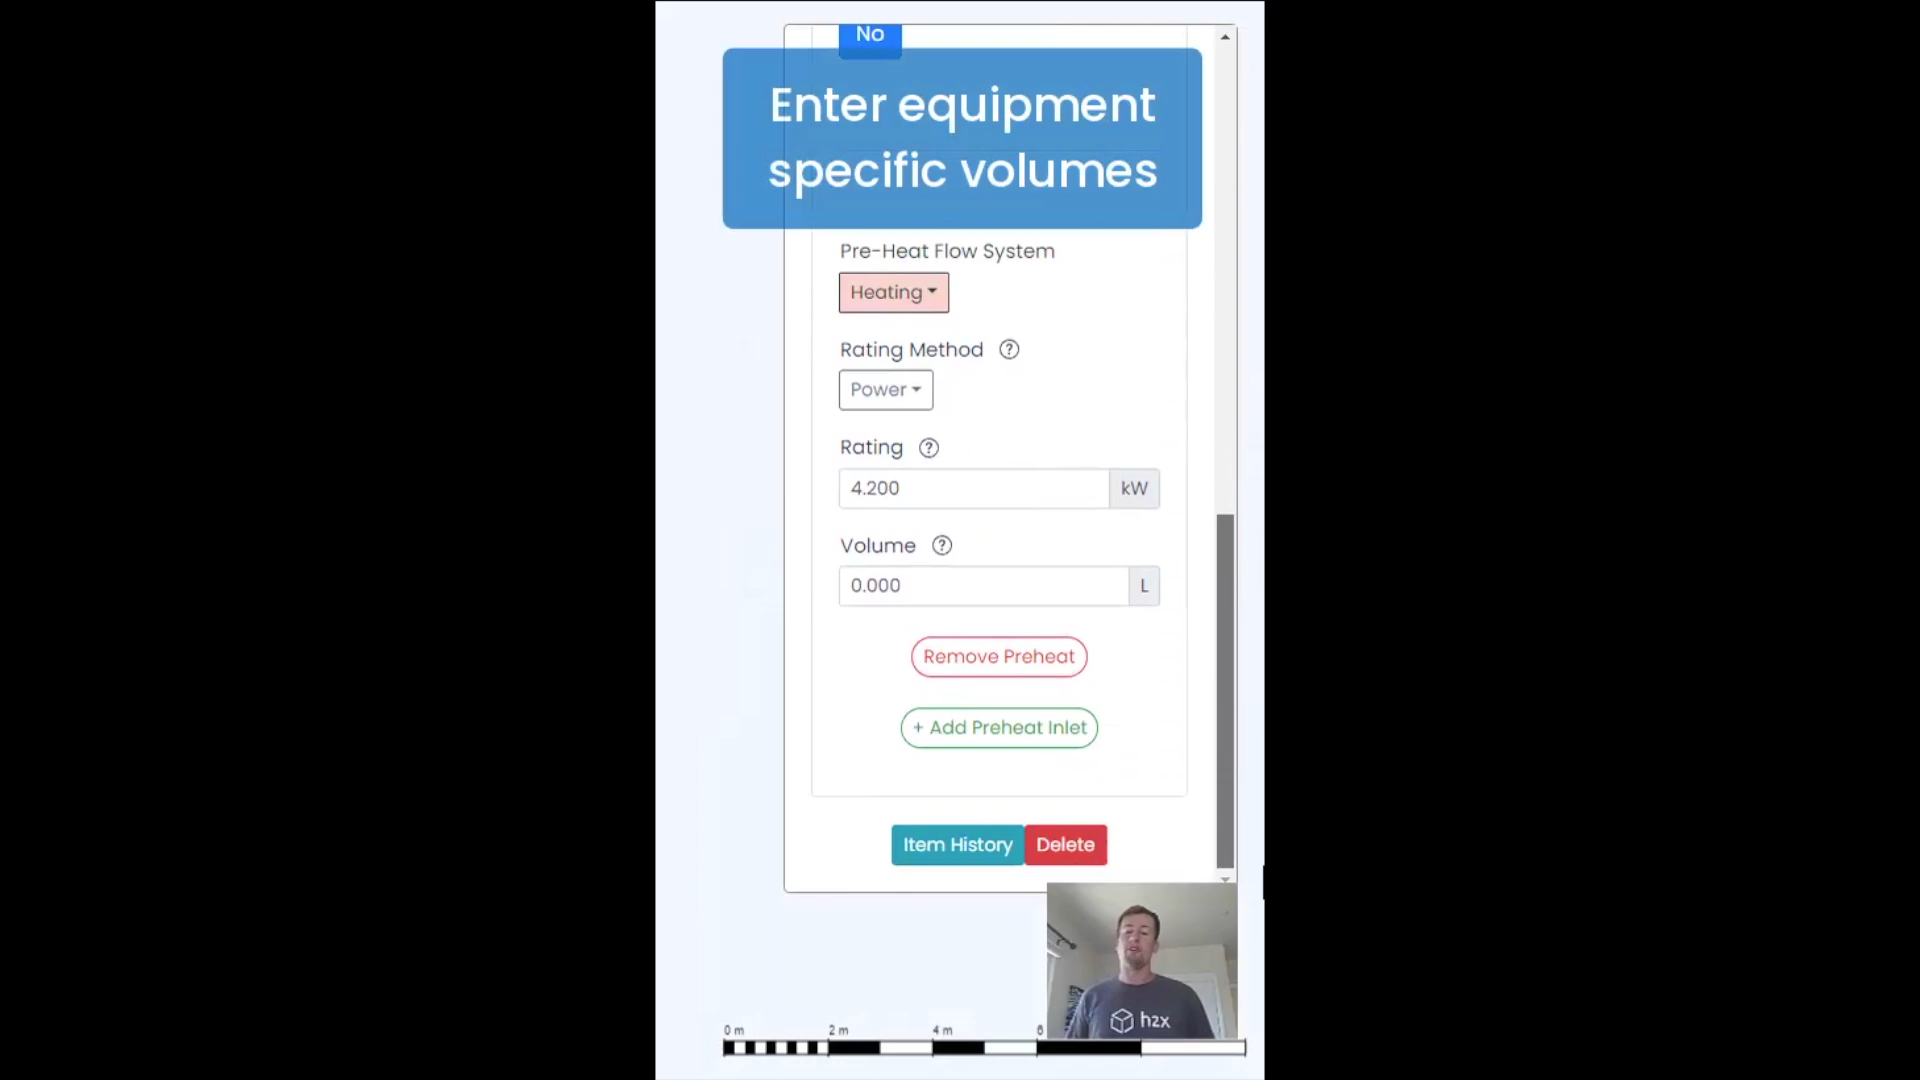 No
Enter equipment
specific volumes
Pre-Heat Flow System
Heating
Rating Method ?
Power
Rating ?
4.200 kW
Volume ?
0.000 L
Remove Preheat
+ Add Preheat Inlet
Item History Delete
h2x
0 m 2 m 4 m 6